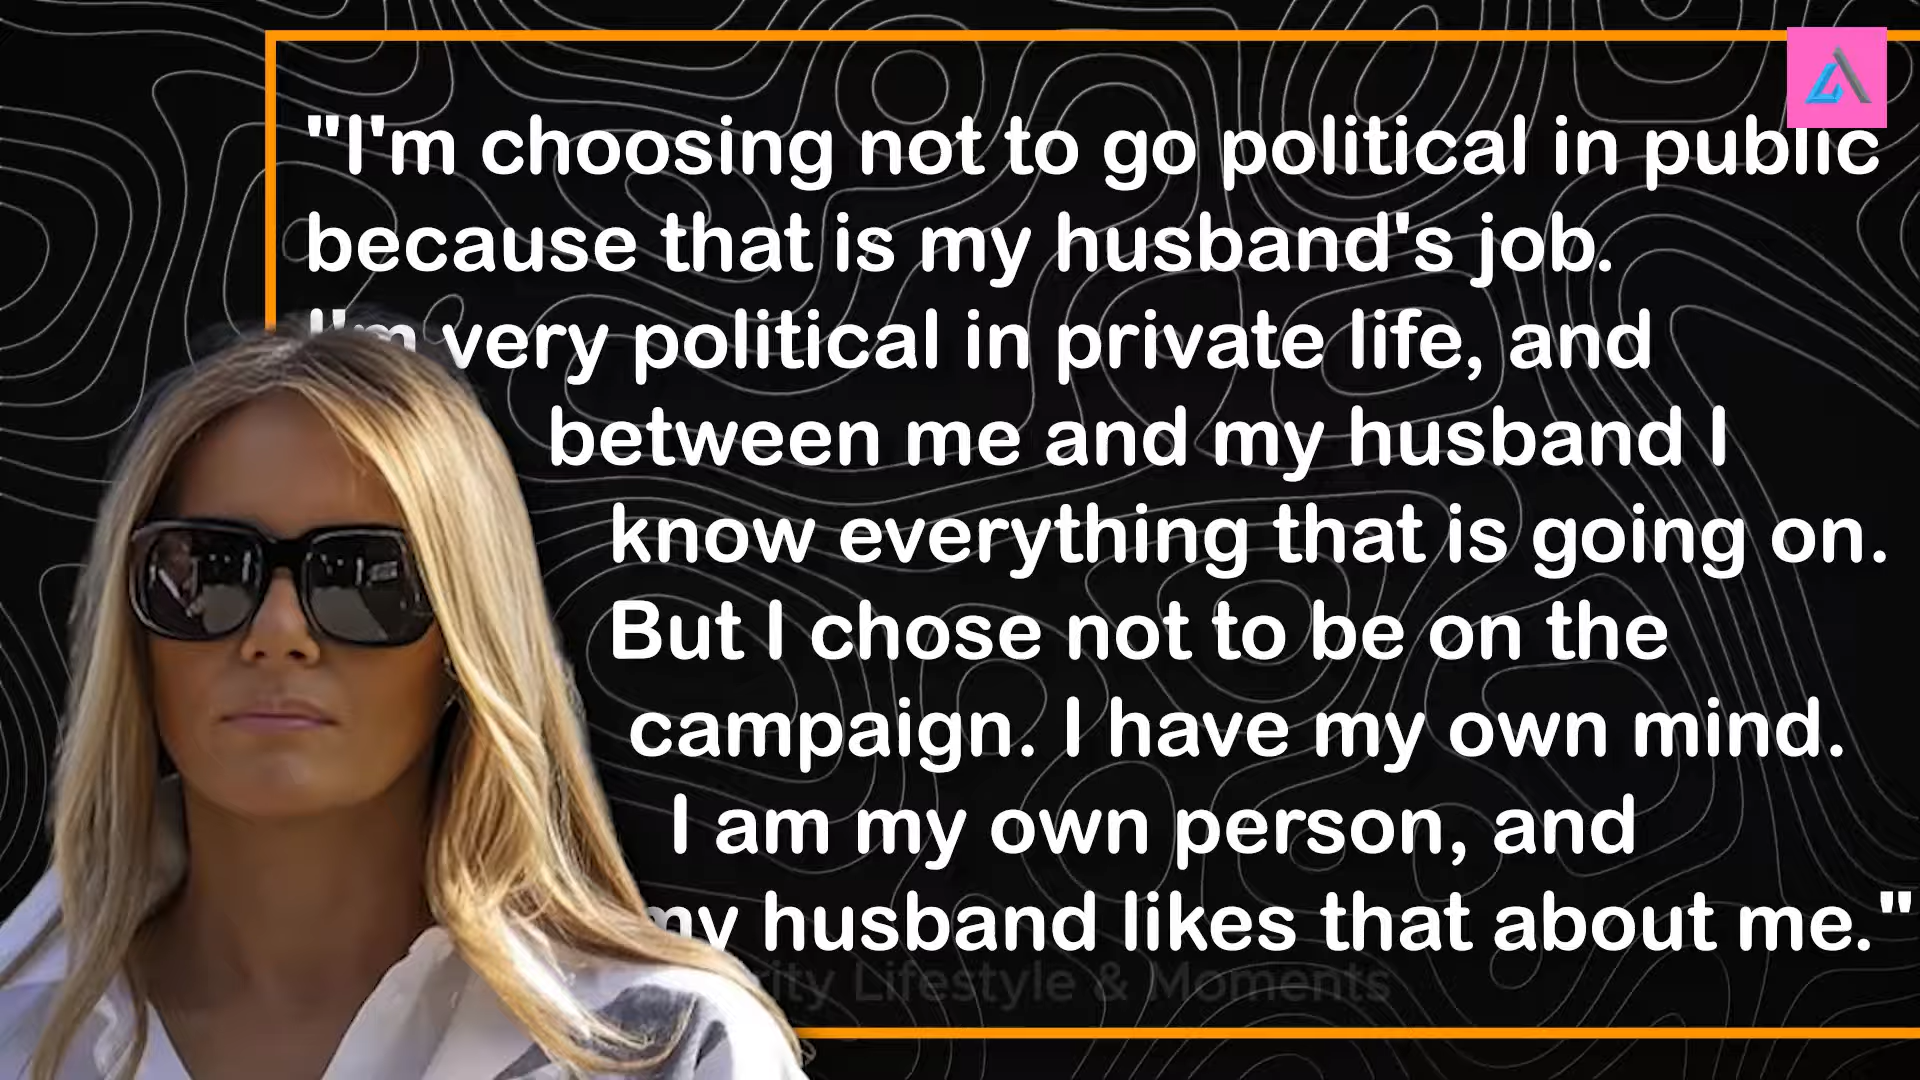 "I'm choosing not to go political in public
because that is my husband's job.
I'm very political in private life, and
between me and my husband I
know everything that is going on.
But I chose not to be on the
campaign. I have my own mind.
I am my own person, and
my husband likes that about me."
Lifestyle & Moments